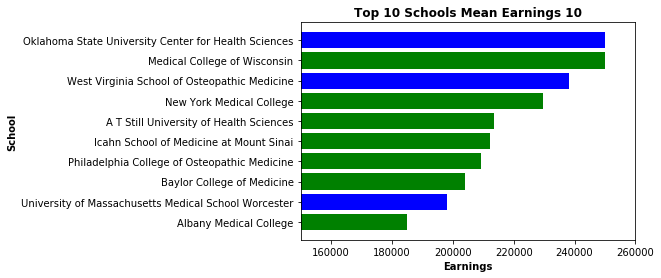 Top 10 Schools Mean Earnings 10
Oklahoma State University Center for Health Sciences
Medical College of Wisconsin
West Virginia School of Osteopathic Medicine
New York Medical College
A T Still University of Health Sciences
Icahn School of Medicine at Mount Sinai
Philadelphia College of Osteopathic Medicine
Baylor College of Medicine
University of Massachusetts Medical School Worcester
Albany Medical College
School
160000 180000 200000 220000 240000 260000
Earnings